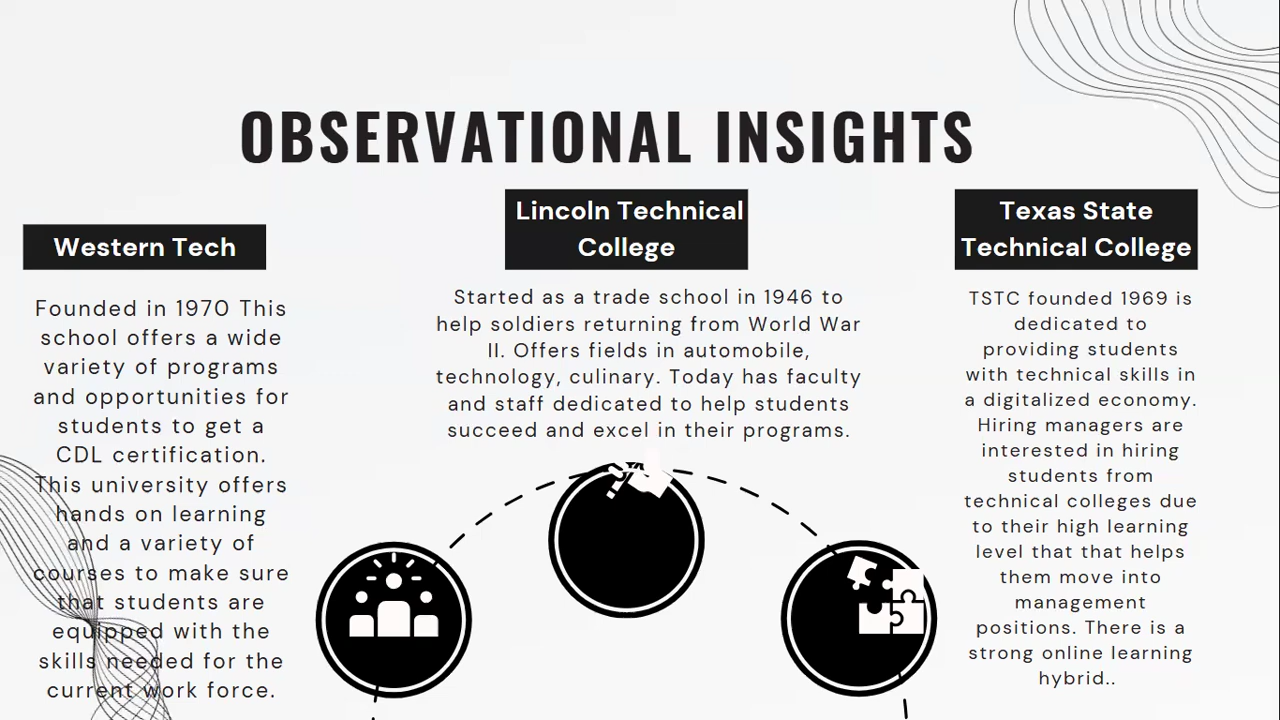 OBSERVATIONAL INSIGHTS
Western Tech
Founded in 1970 This
school offers a wide
variety of programs
and opportunities for
students to get a
CDL certification.
This university offers
hands on learning
and a variety of
courses to make sure
that students are
equipped with the
skills needed for the
current work force.
Lincoln Technical
College
Started as a trade school in 1946 to
help soldiers returning from World War
II. Offers fields in automobile,
technology, culinary. Today has faculty
and staff dedicated to help students
succeed and excel in their programs.
Texas State
Technical College
TSTC founded 1969 is
dedicated to
providing students
with technical skills in
a digitalized economy.
Hiring managers are
interested in hiring
students from
technical colleges due
to their high learning
level that that helps
them move into
management
positions. There is a
strong online learning
hybrid..